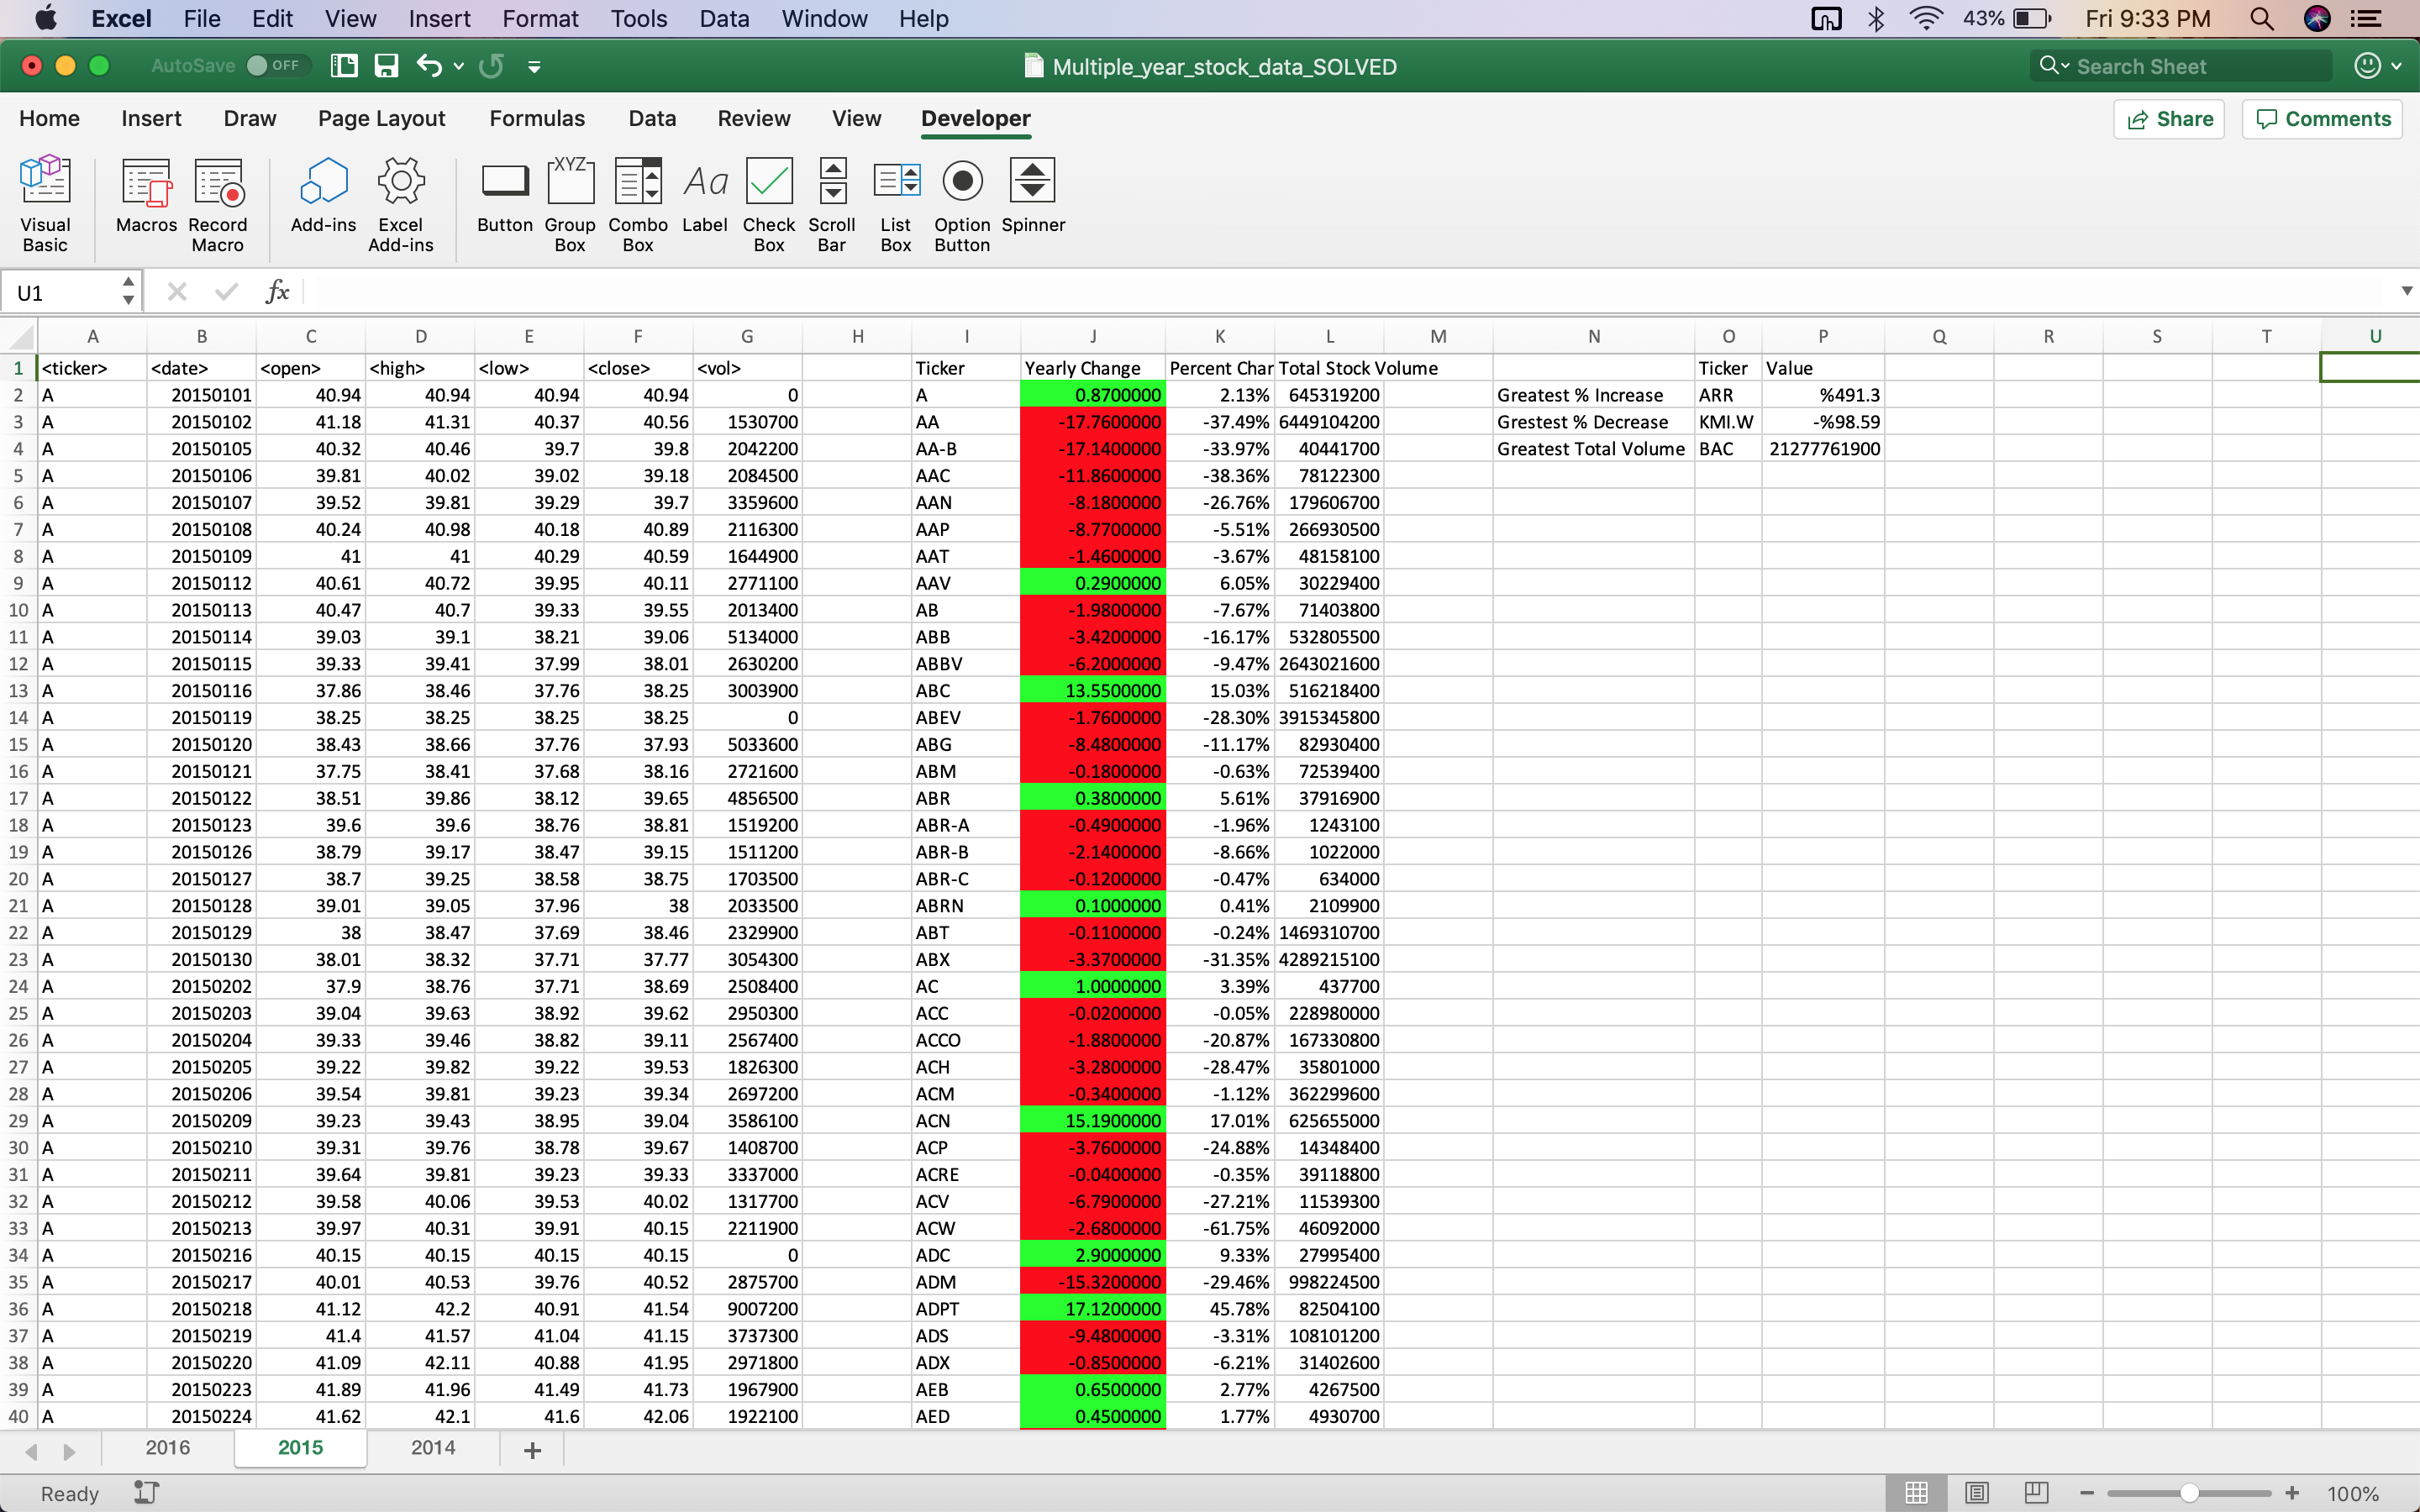 Excel File Edit View Insert Format Tools Data Window Help 43% Fri 9:33 PM
AutoSave OFF Multiple_year_stock_data_SOLVED Search Sheet
Home Insert Draw Page Layout Formulas Data Review View Developer Share Comments
XYZ Aa
Visual Basic Macros Record Macro Add-ins Excel Add-ins Button Group Box Combo Box Label Check Box Scroll Bar List Box Option Button Spinner
U1 fx
A B C D E F G H I J K L M N O P Q R S T U
1 <ticker> <date> <open> <high> <low> <close> <vol> Ticker Yearly Change Percent Char Total Stock Volume Ticker Value
2 A 20150101 40.94 40.94 40.94 40.94 0 A 0.8700000 2.13% 645319200 Greatest % Increase ARR %491.3
3 A 20150102 41.18 41.31 40.37 40.56 1530700 AA -17.7600000 -37.49% 6449104200 Grestest % Decrease KMI.W -%98.59
4 A 20150105 40.32 40.46 39.7 39.8 2042200 AA-B -17.1400000 -33.97% 40441700 Greatest Total Volume BAC 21277761900
5 A 20150106 39.81 40.02 39.02 39.18 2084500 AAC -11.8600000 -38.36% 78122300
6 A 20150107 39.52 39.81 39.29 39.7 3359600 AAN -8.1800000 -26.76% 179606700
7 A 20150108 40.24 40.98 40.18 40.89 2116300 AAP -8.7700000 -5.51% 266930500
8 A 20150109 41 41 40.29 40.59 1644900 AAT -1.4600000 -3.67% 48158100
9 A 20150112 40.61 40.72 39.95 40.11 2771100 AAV 0.2900000 6.05% 30229400
10 A 20150113 40.47 40.7 39.33 39.55 2013400 AB -1.9800000 -7.67% 71403800
11 A 20150114 39.03 39.1 38.21 39.06 5134000 ABB -3.4200000 -16.17% 532805500
12 A 20150115 39.33 39.41 37.99 38.01 2630200 ABBV -6.2000000 -9.47% 2643021600
13 A 20150116 37.86 38.46 37.76 38.25 3003900 ABC 13.5500000 15.03% 516218400
14 A 20150119 38.25 38.25 38.25 38.25 0 ABEV -1.7600000 -28.30% 3915345800
15 A 20150120 38.43 38.66 37.76 37.93 5033600 ABG -8.4800000 -11.17% 82930400
16 A 20150121 37.75 38.41 37.68 38.16 2721600 ABM -0.1800000 -0.63% 72539400
17 A 20150122 38.51 39.86 38.12 39.65 4856500 ABR 0.3800000 5.61% 37916900
18 A 20150123 39.6 39.6 38.76 38.81 1519200 ABR-A -0.4900000 -1.96% 1243100
19 A 20150126 38.79 39.17 38.47 39.15 1511200 ABR-B -2.1400000 -8.66% 1022000
20 A 20150127 38.7 39.25 38.58 38.75 1703500 ABR-C -0.1200000 -0.47% 634000
21 A 20150128 39.01 39.05 37.96 38 2033500 ABRN 0.1000000 0.41% 2109900
22 A 20150129 38 38.47 37.69 38.46 2329900 ABT -0.1100000 -0.24% 1469310700
23 A 20150130 38.01 38.32 37.71 37.77 3054300 ABX -3.3700000 -31.35% 4289215100
24 A 20150202 37.9 38.76 37.71 38.69 2508400 AC 1.0000000 3.39% 437700
25 A 20150203 39.04 39.63 38.92 39.62 2950300 ACC -0.0200000 -0.05% 228980000
26 A 20150204 39.33 39.46 38.82 39.11 2567400 ACCO -1.8800000 -20.87% 167330800
27 A 20150205 39.22 39.82 39.22 39.53 1826300 ACH -3.2800000 -28.47% 35801000
28 A 20150206 39.54 39.81 39.23 39.34 2697200 ACM -0.3400000 -1.12% 362299600
29 A 20150209 39.23 39.43 38.95 39.04 3586100 ACN 15.1900000 17.01% 625655000
30 A 20150210 39.31 39.76 38.78 39.67 1408700 ACP -3.7600000 -24.88% 14348400
31 A 20150211 39.64 39.81 39.23 39.33 3337000 ACRE -0.0400000 -0.35% 39118800
32 A 20150212 39.58 40.06 39.53 40.02 1317700 ACV -6.7900000 -27.21% 11539300
33 A 20150213 39.97 40.31 39.91 40.15 2211900 ACW -2.6800000 -61.75% 46092000
34 A 20150216 40.15 40.15 40.15 40.15 0 ADC 2.9000000 9.33% 27995400
35 A 20150217 40.01 40.53 39.76 40.52 2875700 ADM -15.3200000 -29.46% 998224500
36 A 20150218 41.12 42.2 40.91 41.54 9007200 ADPT 17.1200000 45.78% 82504100
37 A 20150219 41.4 41.57 41.04 41.15 3737300 ADS -9.4800000 -3.31% 108101200
38 A 20150220 41.09 42.11 40.88 41.95 2971800 ADX -0.8500000 -6.21% 31402600
39 A 20150223 41.89 41.96 41.49 41.73 1967900 AEB 0.6500000 2.77% 4267500
40 A 20150224 41.62 42.1 41.6 42.06 1922100 AED 0.4500000 1.77% 4930700
2016 2015 2014 +
Ready 100%